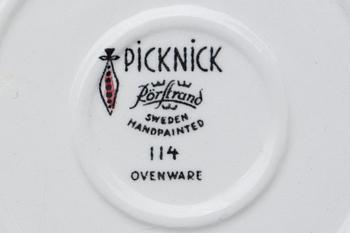 PICKNICK
Rörstrand
SWEDEN
HANDPAINTED
114
OVENWARE